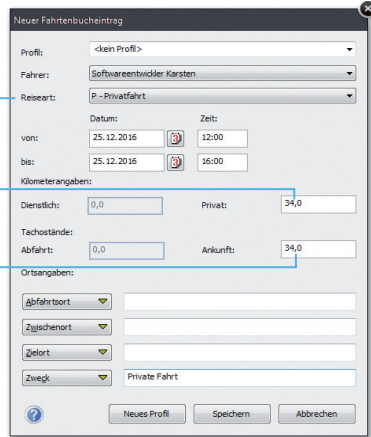 Neuer Fahrtenbucheintrag
Profil: <kein Profil>
Fahrer: Softwareentwickler Karsten
Reiseart: P - Privatfahrt
Datum: Zeit:
von: 25.12.2016 3 12:00
bis: 25.12.2016 3 16:00
Kilometerangaben:
Dienstlich: 0,0 Privat: 34,0
Tachostände:
Abfahrt: 0,0 Ankunft: 34,0
Ortsangaben:
Abfahrtsort
Zwischenort
Zielort
Zweck Private Fahrt
? Neues Profil Speichern Abbrechen